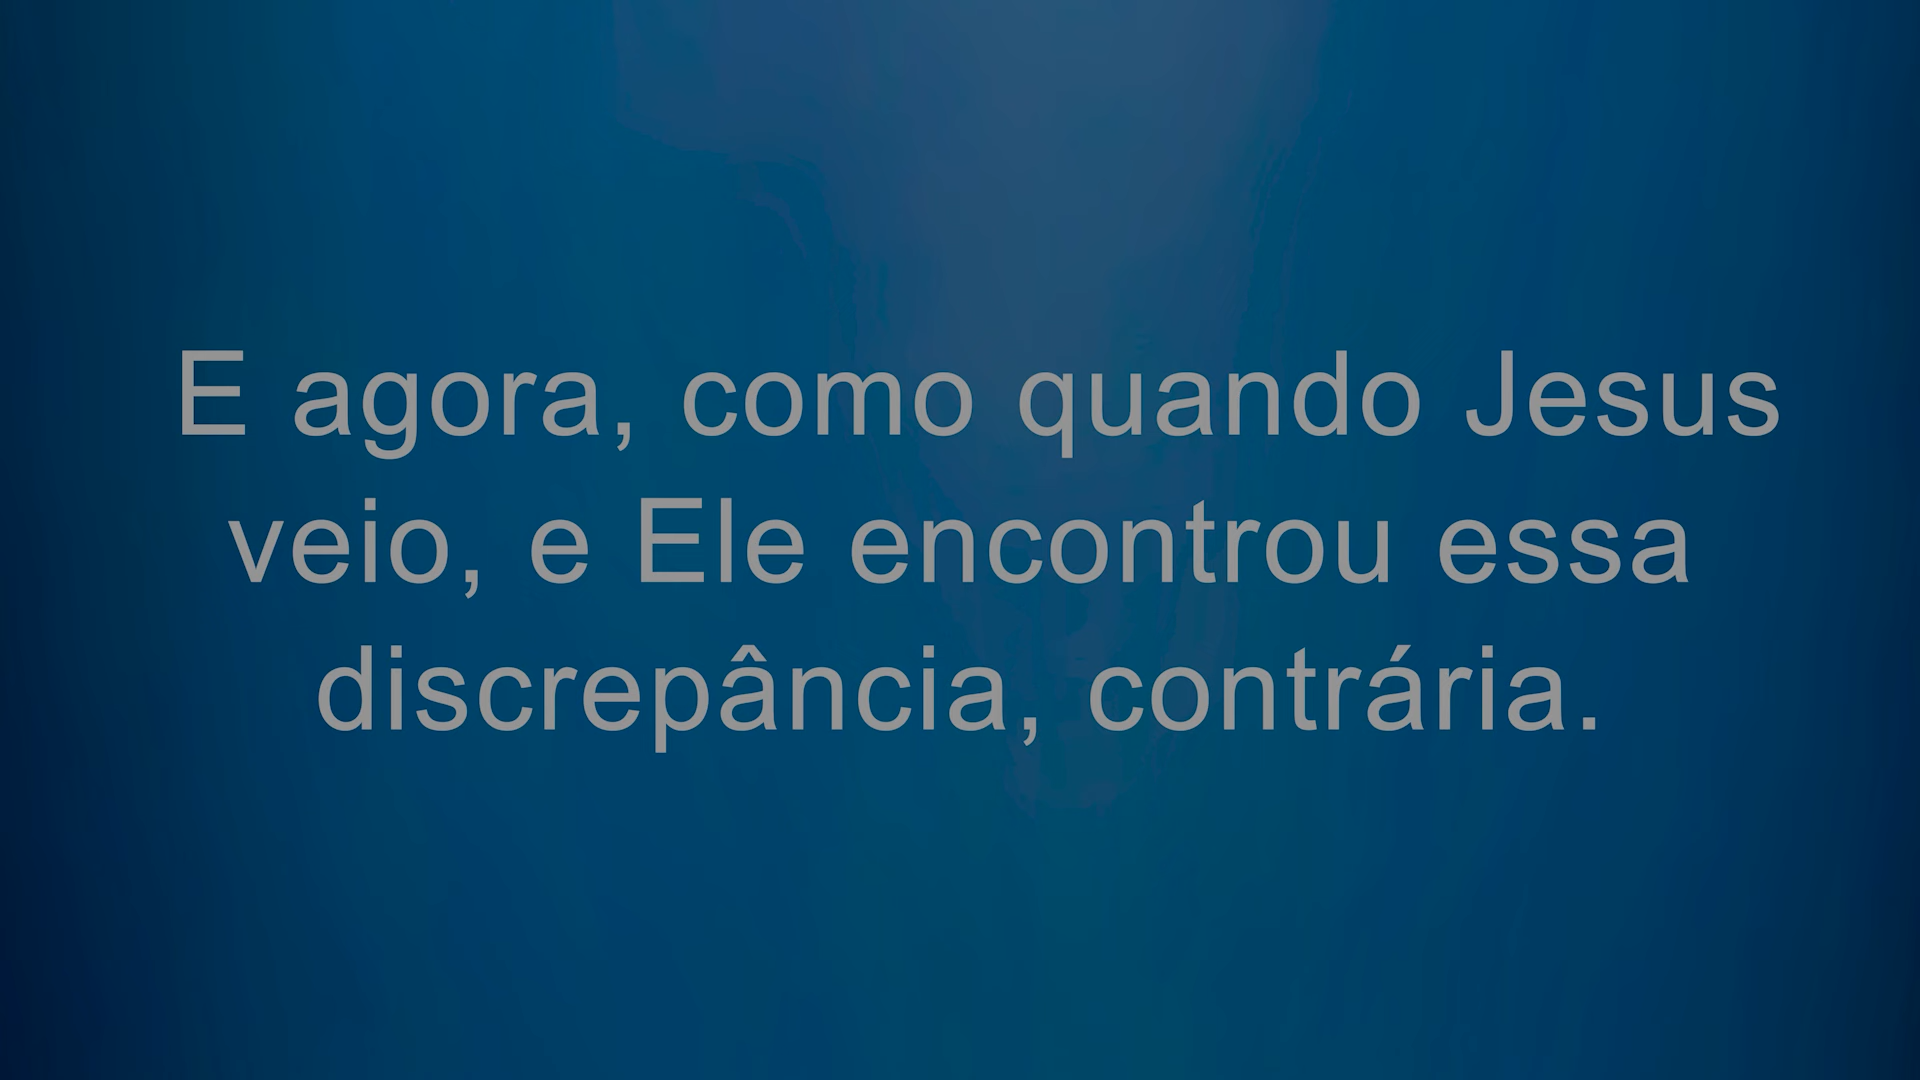 E agora, como quando Jesus
veio, e Ele encontrou essa
discrepância, contrária.